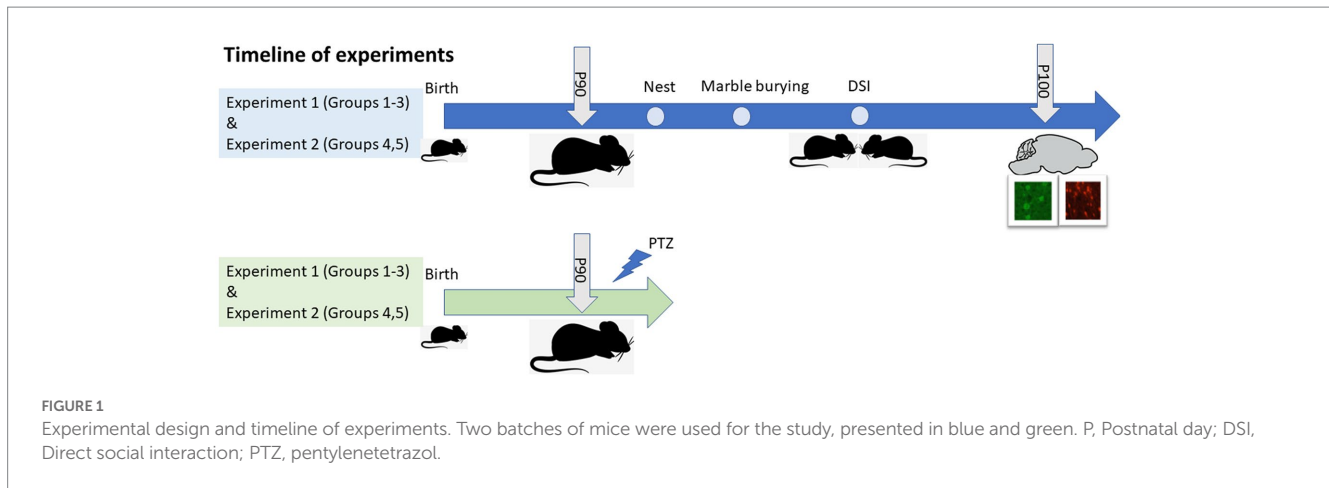 Timeline of experiments
Experiment 1 (Groups 1-3)
&
Experiment 2 (Groups 4,5)
Birth
P90
Nest
Marble burying
DSI
P100
Experiment 1 (Groups 1-3)
&
Experiment 2 (Groups 4,5)
Birth
P90
PTZ
FIGURE 1
Experimental design and timeline of experiments. Two batches of mice were used for the study, presented in blue and green. P, Postnatal day; DSI,
Direct social interaction; PTZ, pentylenetetrazol.